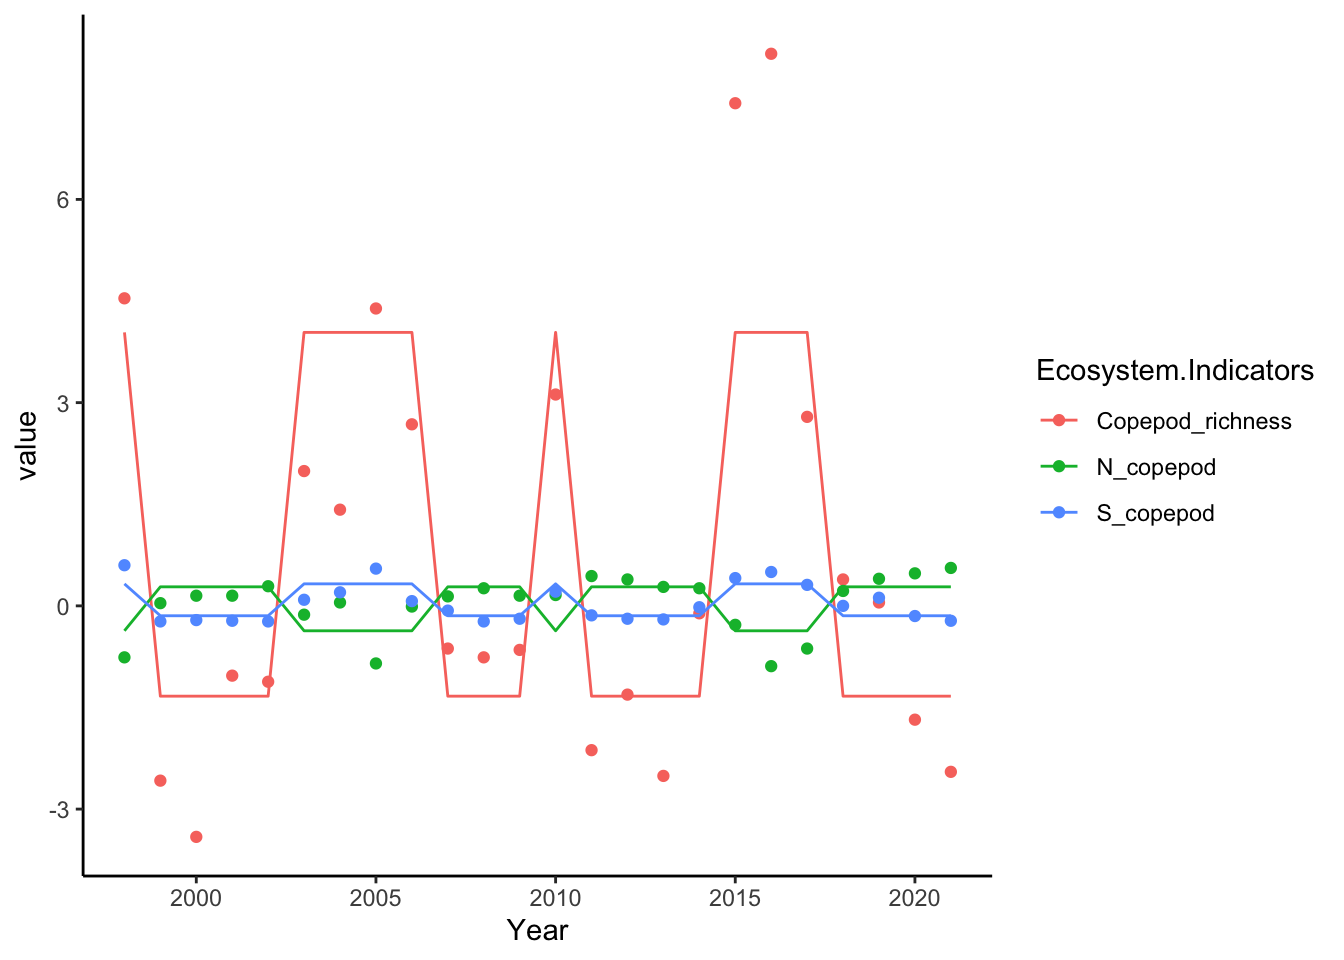 value
6
3
0
-3
2000 2005 2010 2015 2020
Year
Ecosystem.Indicators
Copepod_richness
N_copepod
S_copepod